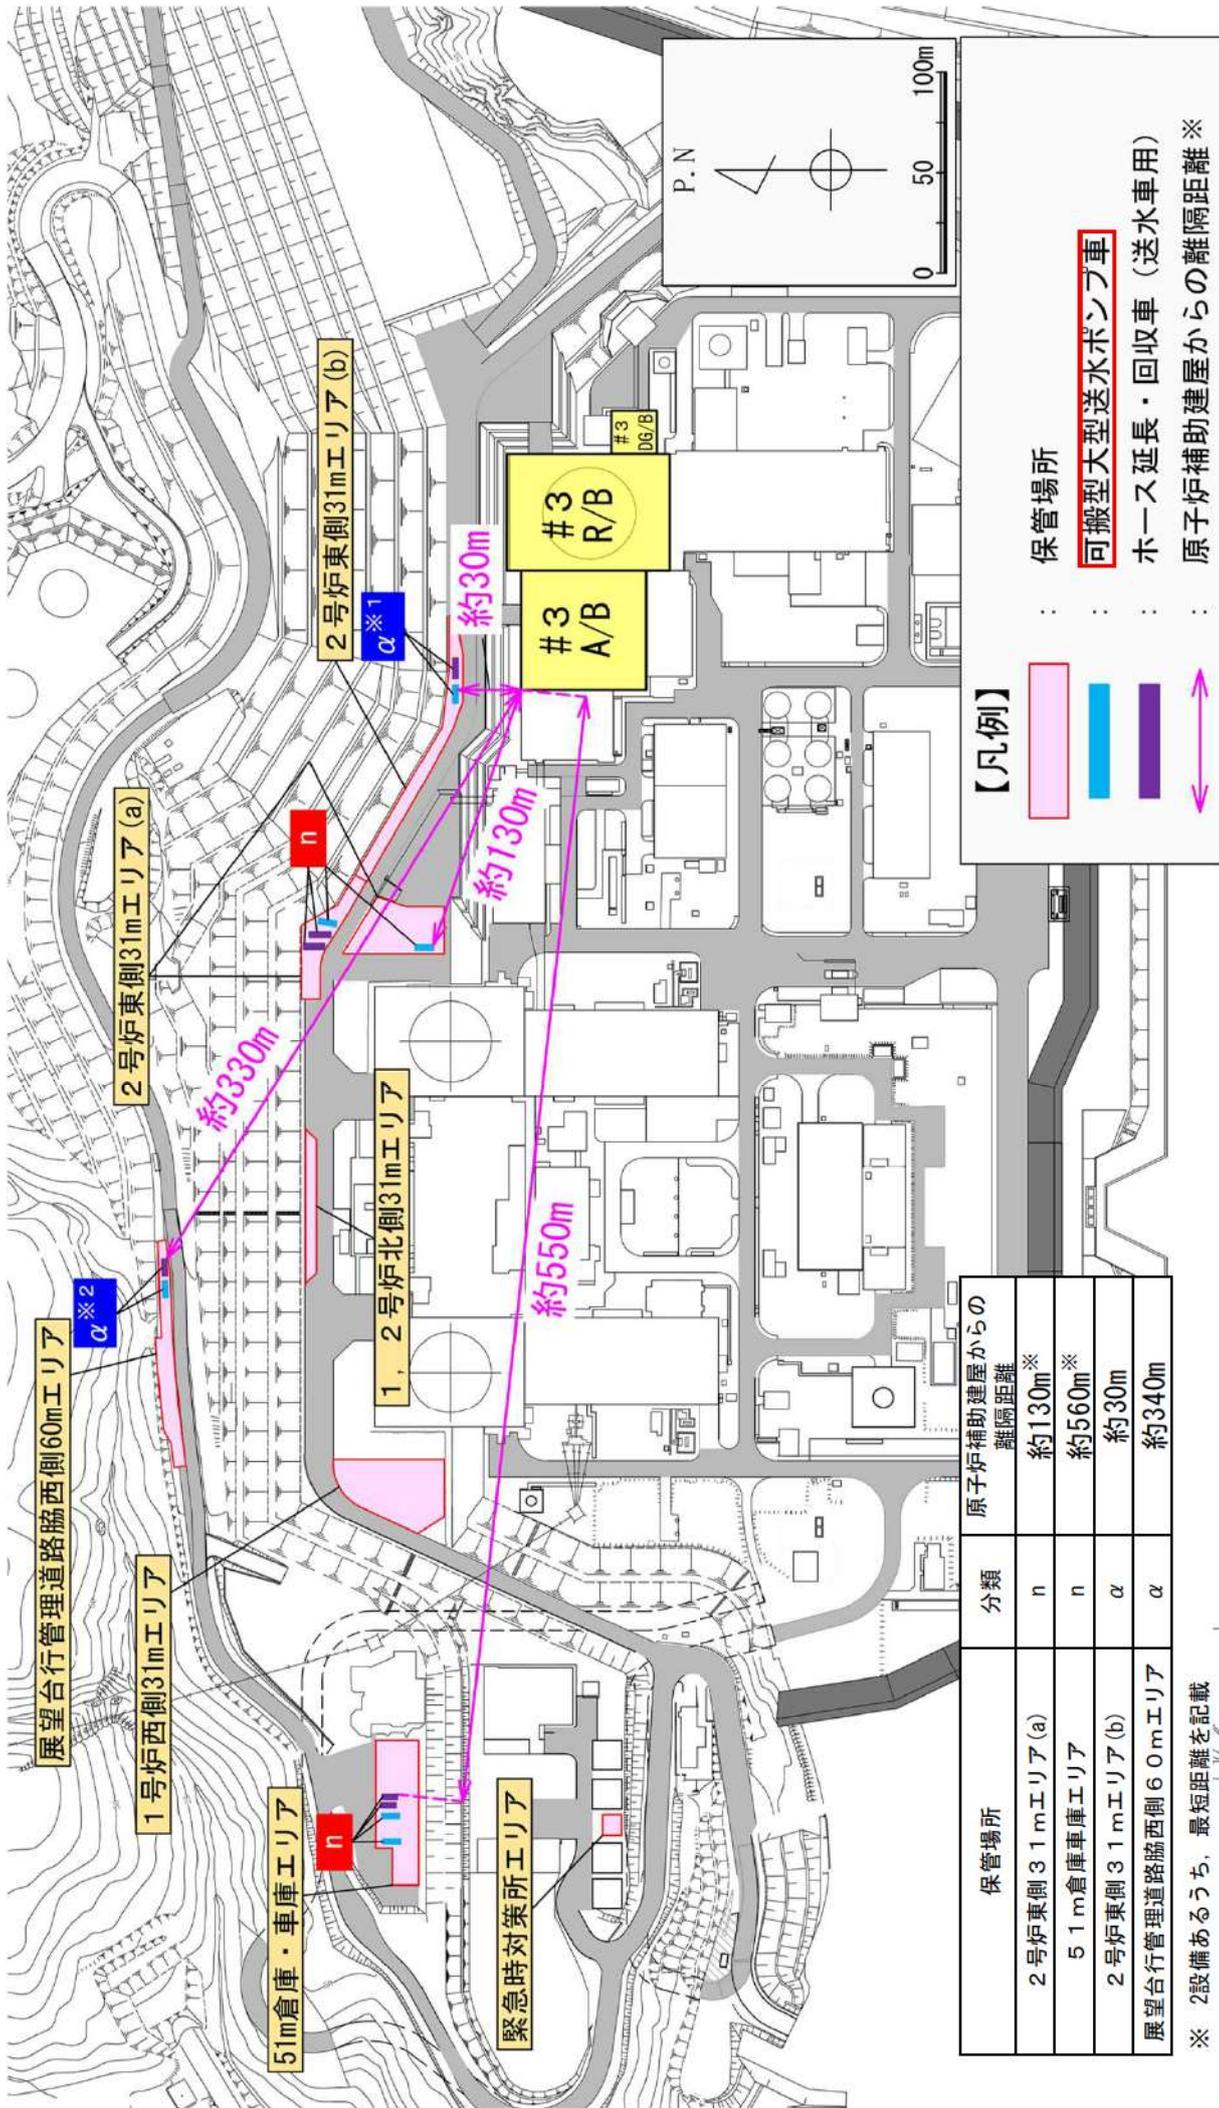 展望台行管理道路脇西側60mエリア
α※2
2号炉東側31mエリア(a)
2号炉東側31mエリア(b)
1号炉西側31mエリア
1, 2号炉北側31mエリア
51m倉庫・車庫エリア
緊急時対策所エリア
n
n
α※1
約330m
約130m
約30m
約550m
#3
A/B
#3
R/B
#3
DG/B
P.N
0 50 100m
【凡例】
: 保管場所
: 可搬型大型送水ポンプ車
: ホース延長・回収車（送水車用）
: 原子炉補助建屋からの離隔距離※
保管場所 分類 原子炉補助建屋からの
離隔距離
2号炉東側31mエリア(a) n 約130m※
51m倉庫車庫エリア n 約560m※
2号炉東側31mエリア(b) α 約30m
展望台行管理道路脇西側60mエリア α 約340m
※ 2設備あるうち，最短距離を記載